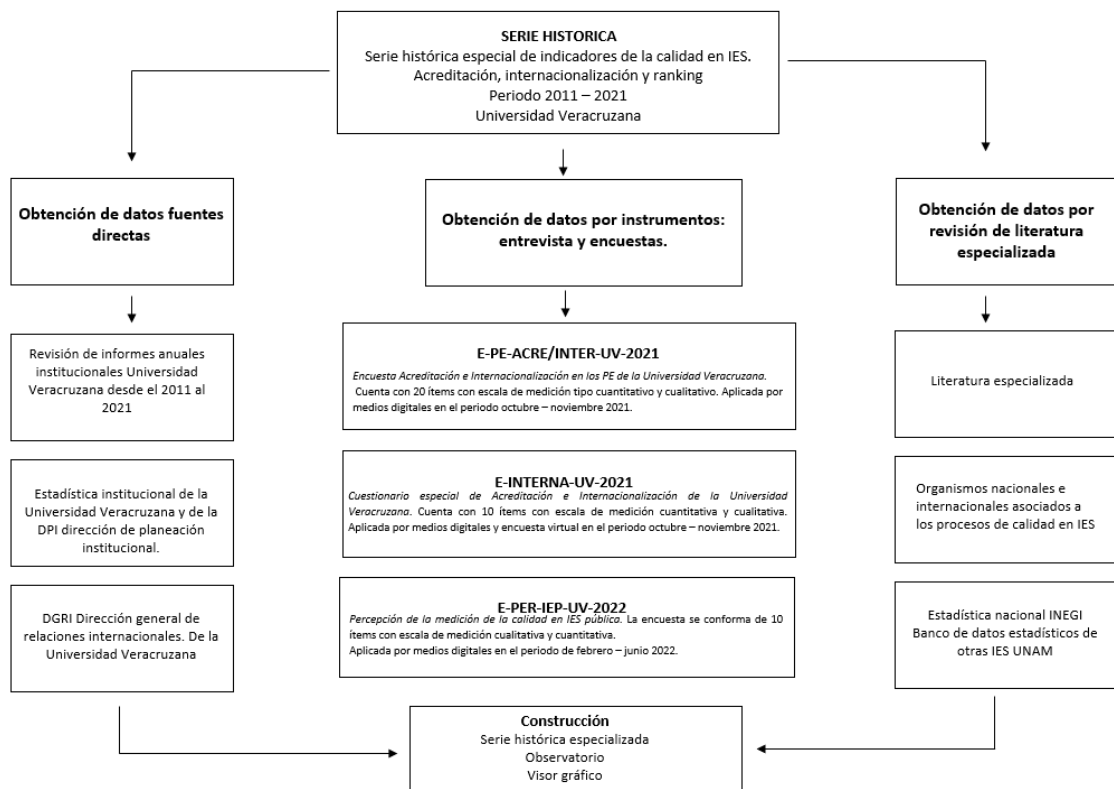 SERIE HISTORICA
Serie histórica especial de indicadores de la calidad en IES.
Acreditación, internacionalización y ranking
Periodo 2011 – 2021
Universidad Veracruzana
Obtención de datos fuentes
directas
Revisión de informes anuales
institucionales Universidad
Veracruzana desde el 2011 al
2021
Estadística institucional de la
Universidad Veracruzana y de la
DPI dirección de planeación
institucional.
DGRI Dirección general de
relaciones internacionales. De la
Universidad Veracruzana
Obtención de datos por instrumentos:
entrevista y encuestas.
E-PE-ACRE/INTER-UV-2021
Encuesta Acreditación e Internacionalización en los PE de la Universidad Veracruzana.
Cuenta con 20 ítems con escala de medición tipo cuantitativo y cualitativo. Aplicada por
medios digitales en el periodo octubre – noviembre 2021.
E-INTERNA-UV-2021
Cuestionario especial de Acreditación e Internacionalización de la Universidad
Veracruzana. Cuenta con 10 ítems con escala de medición cuantitativa y cualitativa.
Aplicada por medios digitales y encuesta virtual en el periodo octubre – noviembre 2021.
E-PER-IEP-UV-2022
Percepción de la medición de la calidad en IES pública. La encuesta se conforma de 10
ítems con escala de medición cualitativa y cuantitativa.
Aplicada por medios digitales en el periodo de febrero – junio 2022.
Obtención de datos por
revisión de literatura
especializada
Literatura especializada
Organismos nacionales e
internacionales asociados a
los procesos de calidad en IES
Estadística nacional INEGI
Banco de datos estadísticos de
otras IES UNAM
Construcción
Serie histórica especializada
Observatorio
Visor gráfico